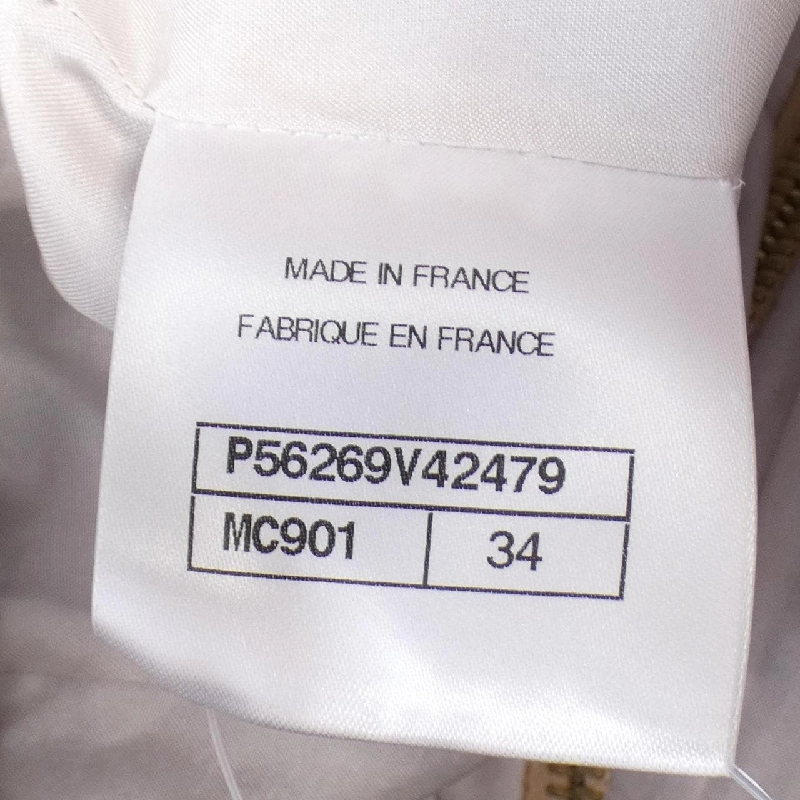 MADE IN FRANCE
FABRIQUE EN FRANCE
P56269V42479
MC901 34